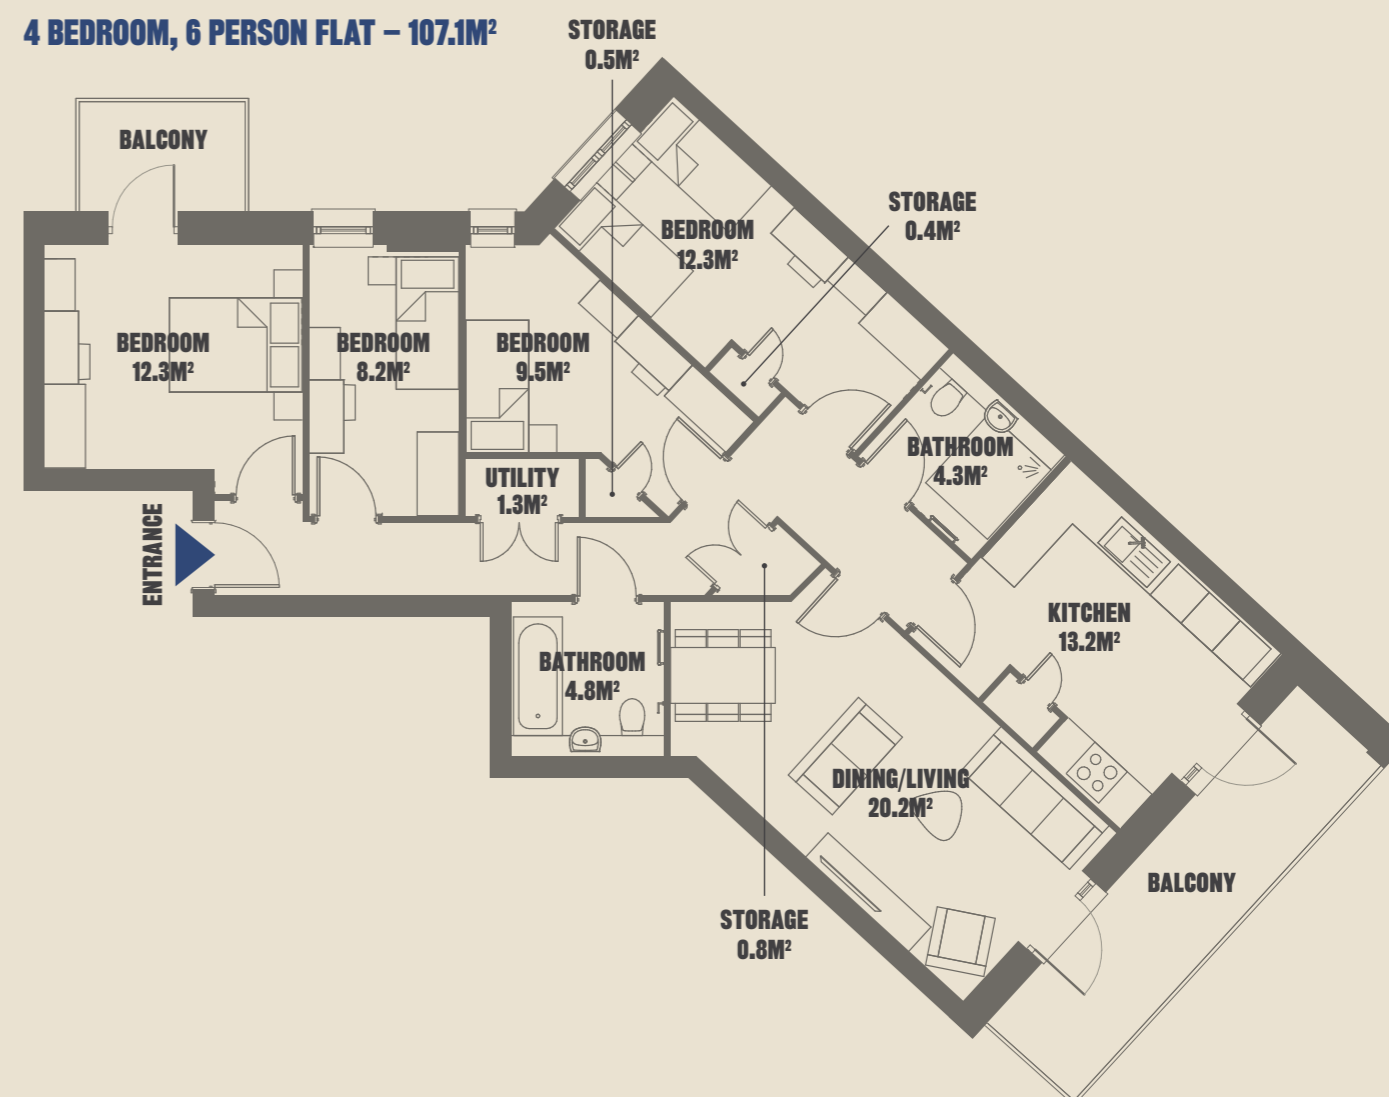 4 BEDROOM, 6 PERSON FLAT – 107.1M²
STORAGE
0.5M²
BALCONY
STORAGE
0.4M²
BEDROOM
12.3M²
BEDROOM
12.3M²
BEDROOM
8.2M²
BEDROOM
9.5M²
BATHROOM
4.3M²
UTILITY
1.3M²
ENTRANCE
KITCHEN
13.2M²
BATHROOM
4.8M²
DINING/LIVING
20.2M²
BALCONY
STORAGE
0.8M²